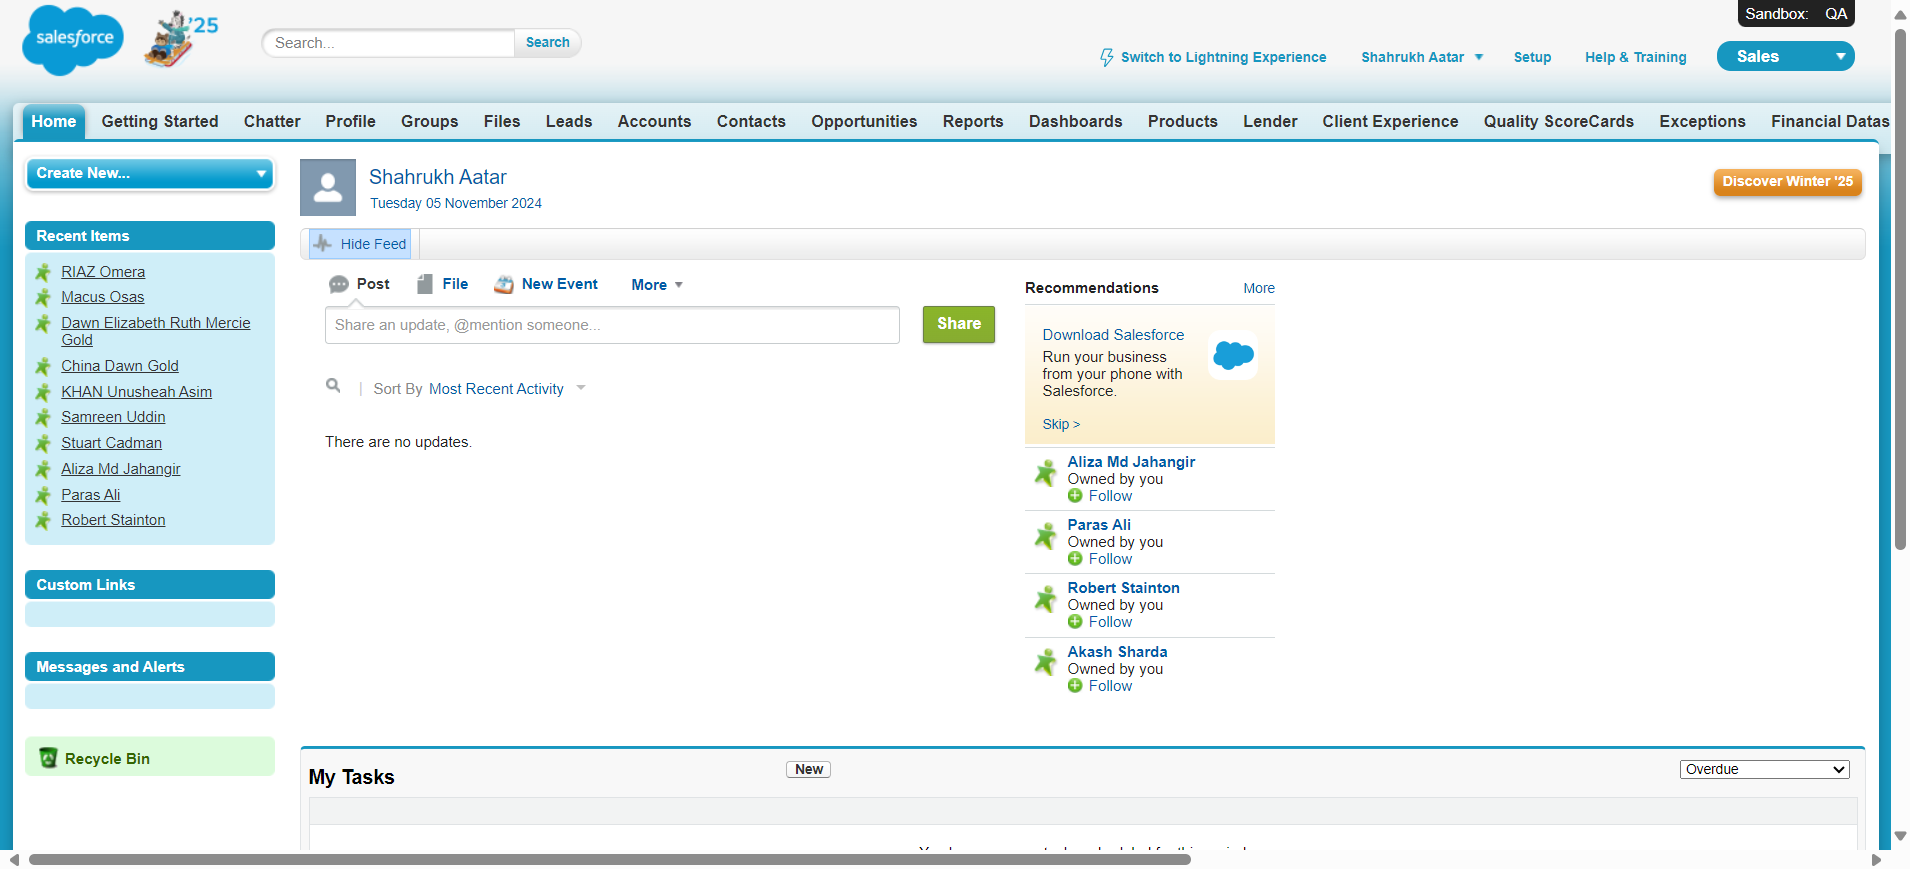 Sandbox: QA
salesforce
'25
Search...
Search
Switch to Lightning Experience
Shahrukh Aatar
Setup
Help & Training
Sales
Home
Getting Started
Chatter
Profile
Groups
Files
Leads
Accounts
Contacts
Opportunities
Reports
Dashboards
Products
Lender
Client Experience
Quality ScoreCards
Exceptions
Financial Datas
Create New...
Recent Items
RIAZ Omera
Macus Osas
Dawn Elizabeth Ruth Mercie
Gold
China Dawn Gold
KHAN Unusheah Asim
Samreen Uddin
Stuart Cadman
Aliza Md Jahangir
Paras Ali
Robert Stainton
Custom Links
Messages and Alerts
Recycle Bin
Shahrukh Aatar
Tuesday 05 November 2024
Discover Winter '25
Hide Feed
Post
File
New Event
More
Share an update, @mention someone...
Share
| Sort By Most Recent Activity
There are no updates.
Recommendations
More
Download Salesforce
Run your business
from your phone with
Salesforce.
Skip >
Aliza Md Jahangir
Owned by you
Follow
Paras Ali
Owned by you
Follow
Robert Stainton
Owned by you
Follow
Akash Sharda
Owned by you
Follow
My Tasks
New
Overdue